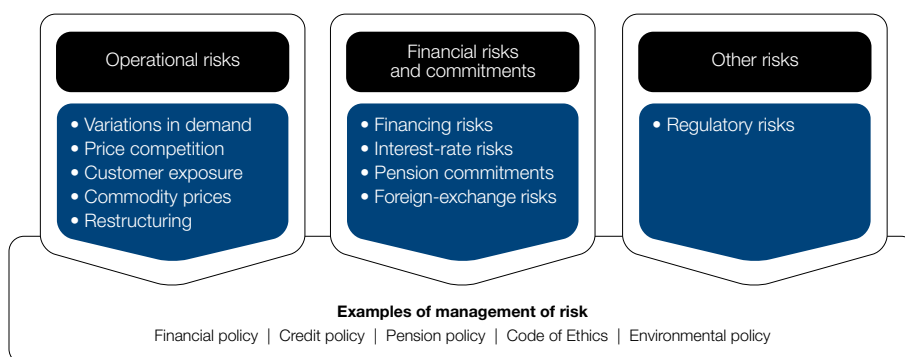 Operational risks
• Variations in demand
• Price competition
• Customer exposure
• Commodity prices
• Restructuring
Financial risks
and commitments
• Financing risks
• Interest-rate risks
• Pension commitments
• Foreign-exchange risks
Other risks
• Regulatory risks
Examples of management of risk
Financial policy | Credit policy | Pension policy | Code of Ethics | Environmental policy